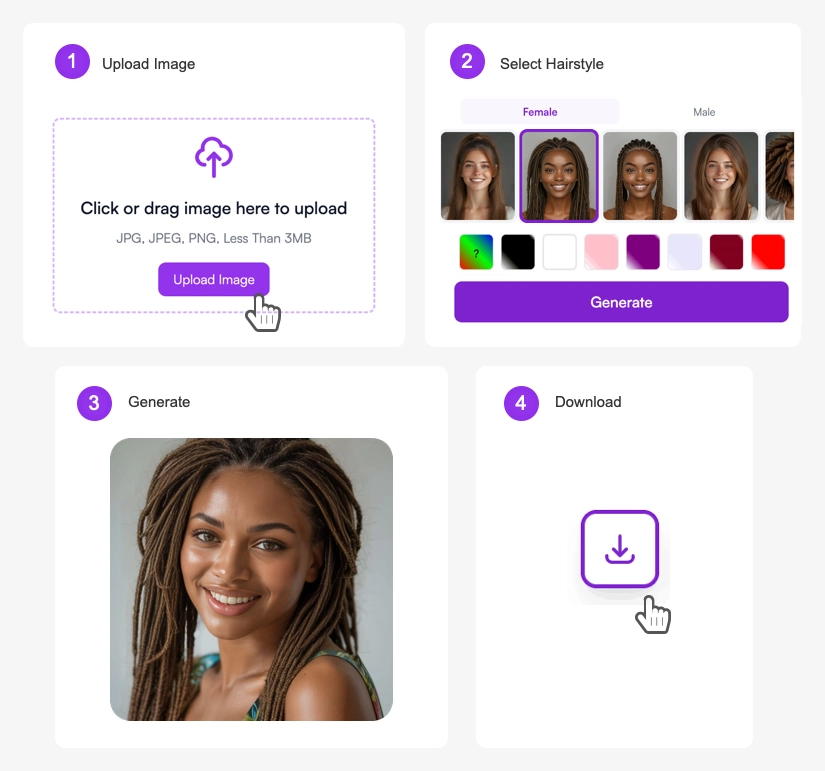 1
Upload Image
Click or drag image here to upload
JPG, JPEG, PNG, Less Than 3MB
Upload Image
2
Select Hairstyle
Female
Male
?
Generate
3
Generate
4
Download